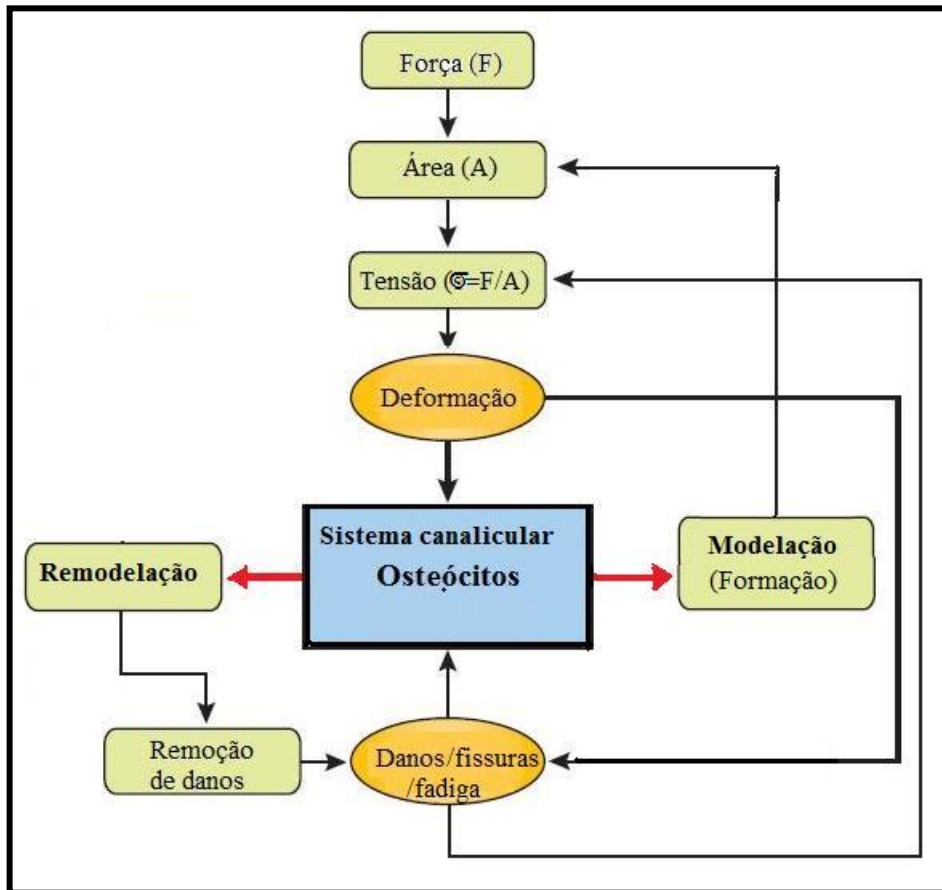 Força (F)
Área (A)
Tensão (σ=F/A)
Deformação
Sistema canalicular
Osteócitos
Remodelação
Modelação
(Formação)
Remoção
de danos
Danos/fissuras
/fadiga